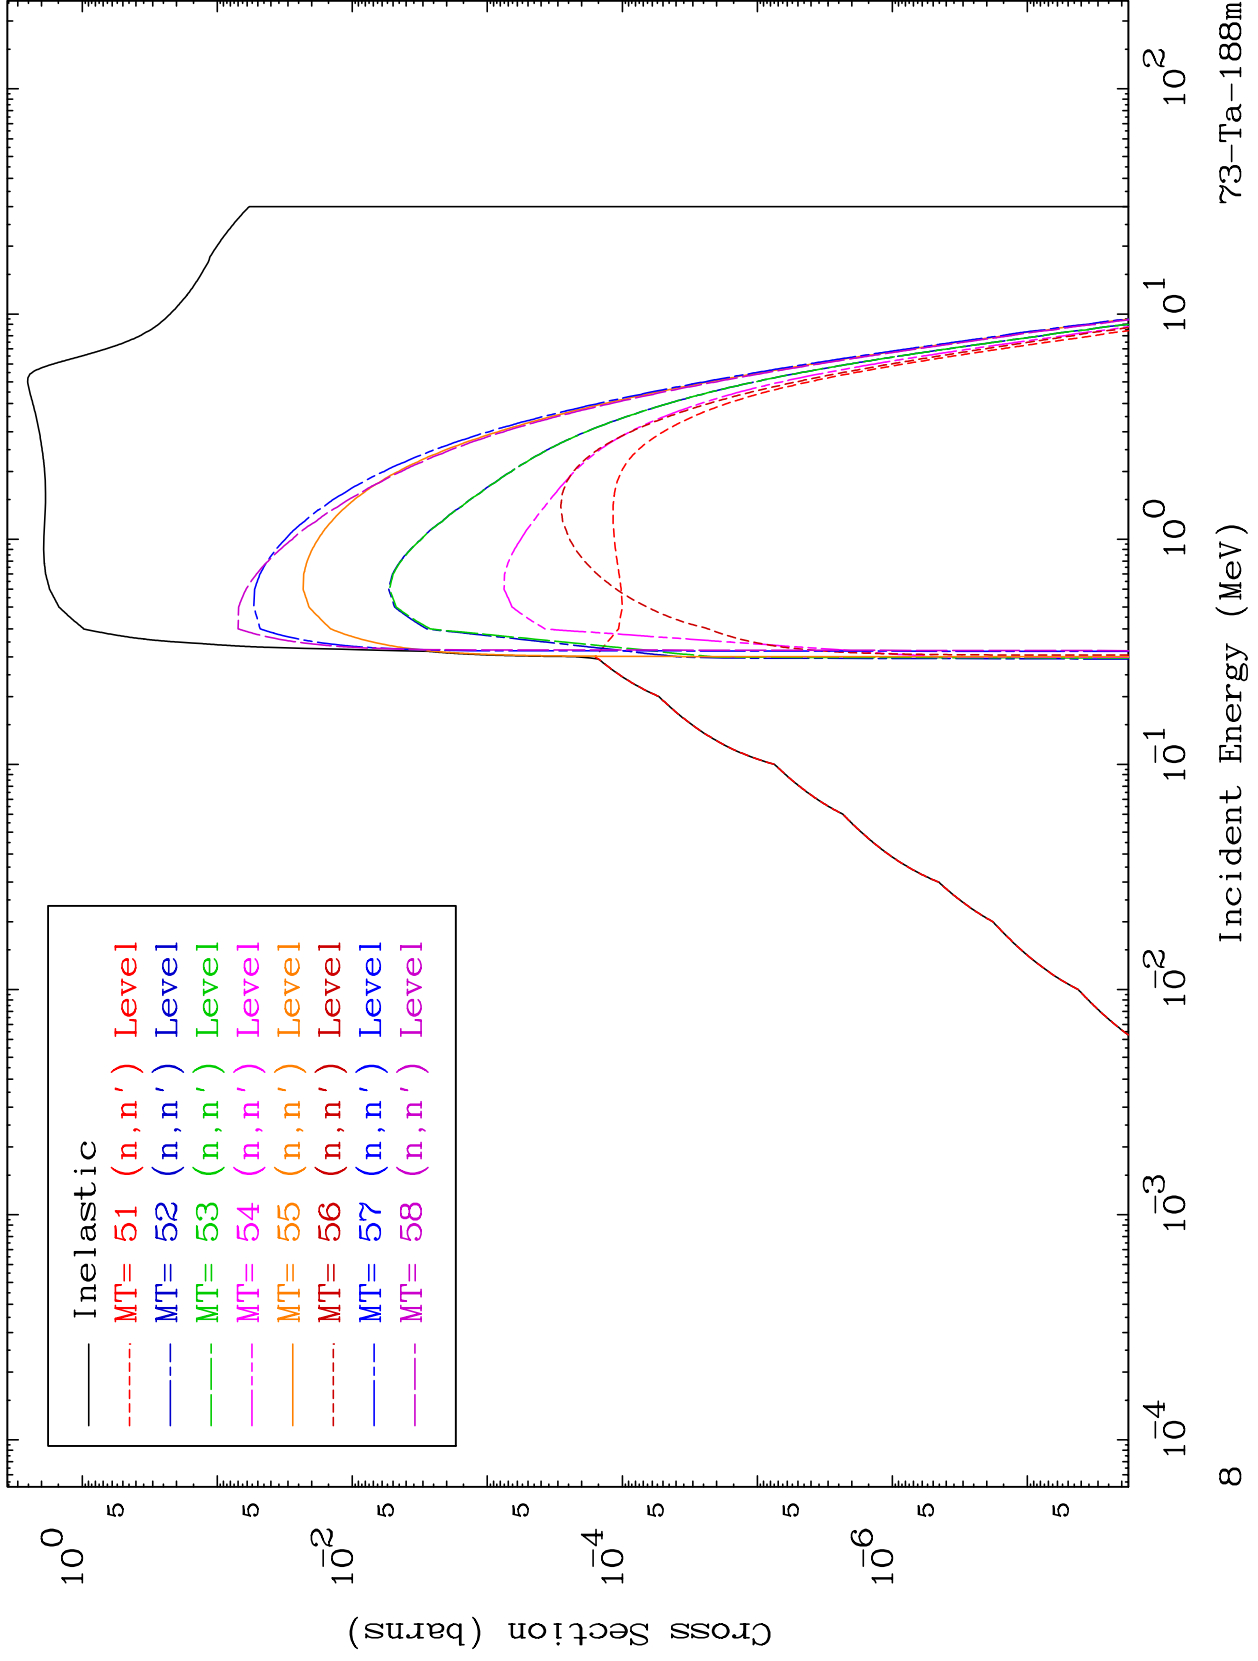 Inelastic
MT= 51 (n,n') Level
MT= 52 (n,n') Level
MT= 53 (n,n') Level
MT= 54 (n,n') Level
MT= 55 (n,n') Level
MT= 56 (n,n') Level
MT= 57 (n,n') Level
MT= 58 (n,n') Level
Cross Section (barns)
10^0
5
5
10^-2
5
5
10^-4
5
5
10^-6
5
5
10^-4
10^-3
10^-2
10^-1
10^0
10^1
10^2
8
Incident Energy (MeV)
73-Ta-188m